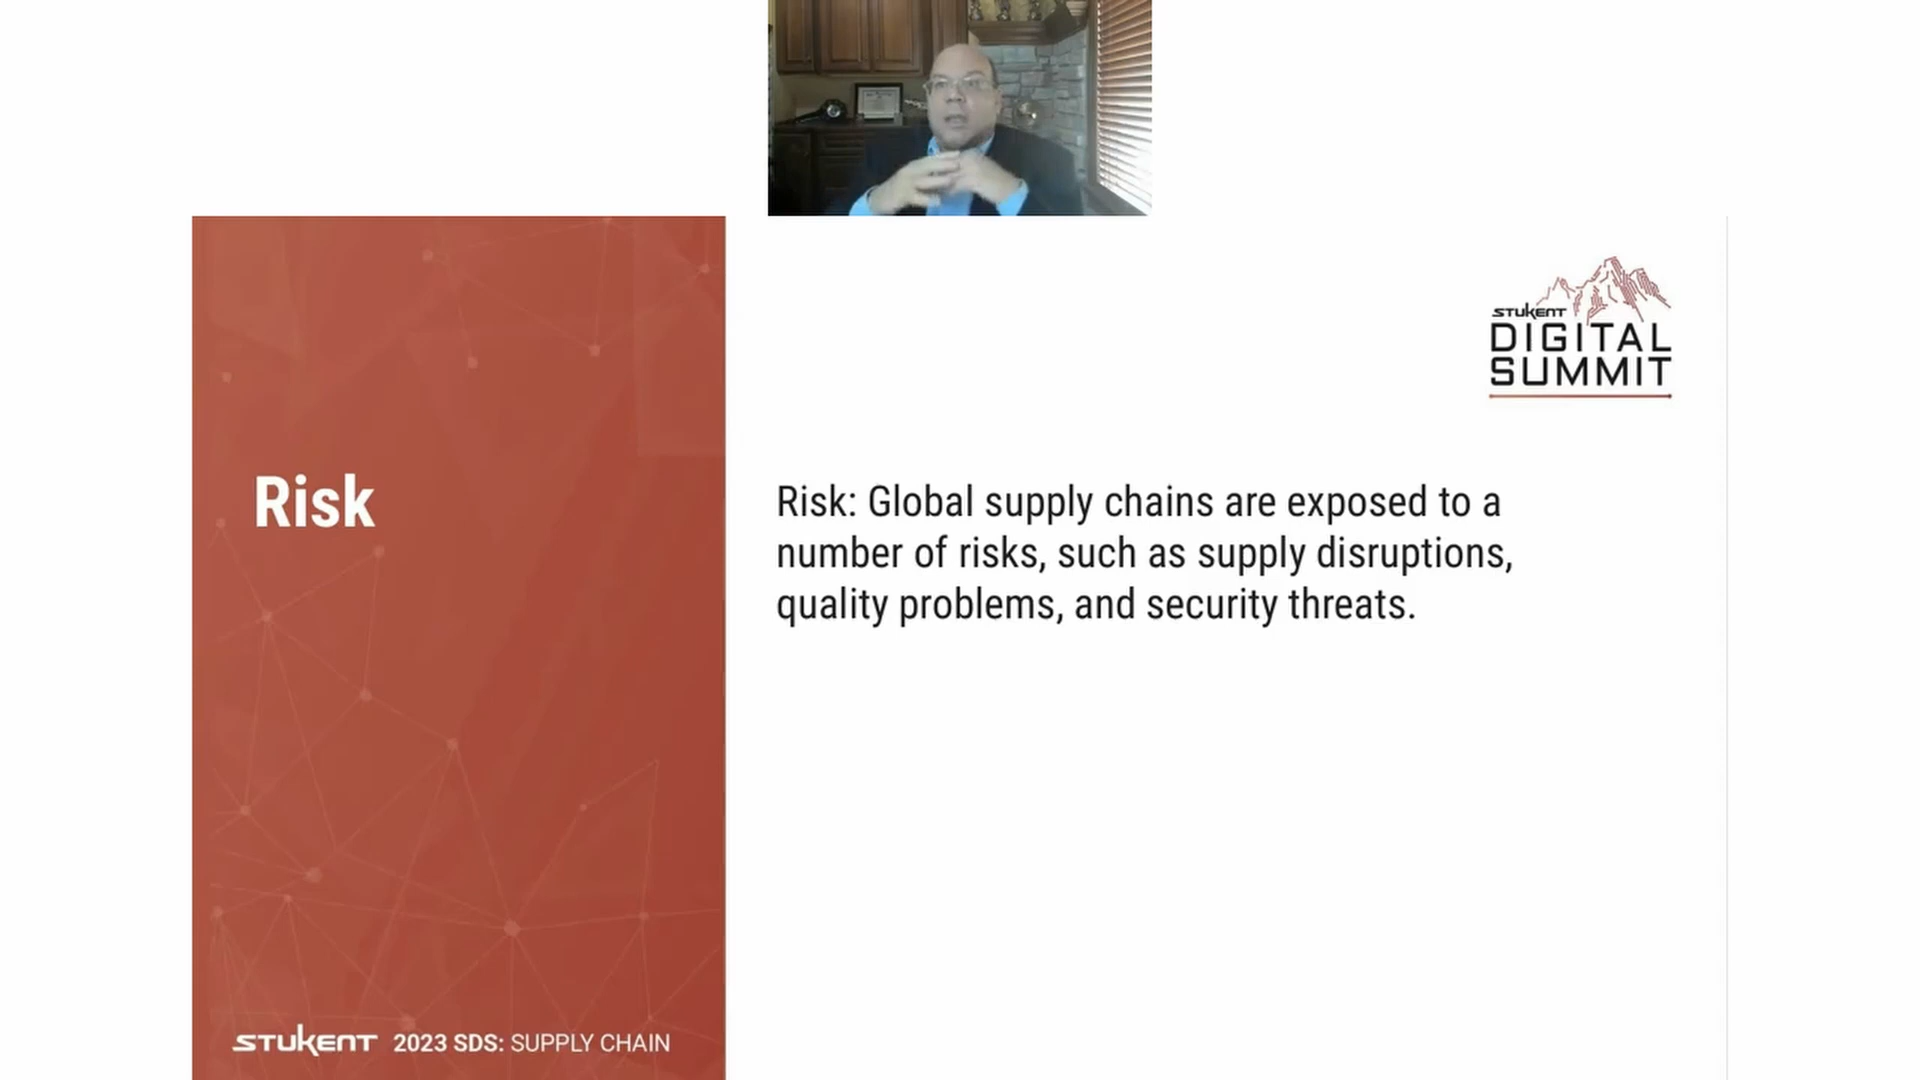 STUKENT
DIGITAL
SUMMIT
Risk
Risk: Global supply chains are exposed to a
number of risks, such as supply disruptions,
quality problems, and security threats.
STUKENT 2023 SDS: SUPPLY CHAIN